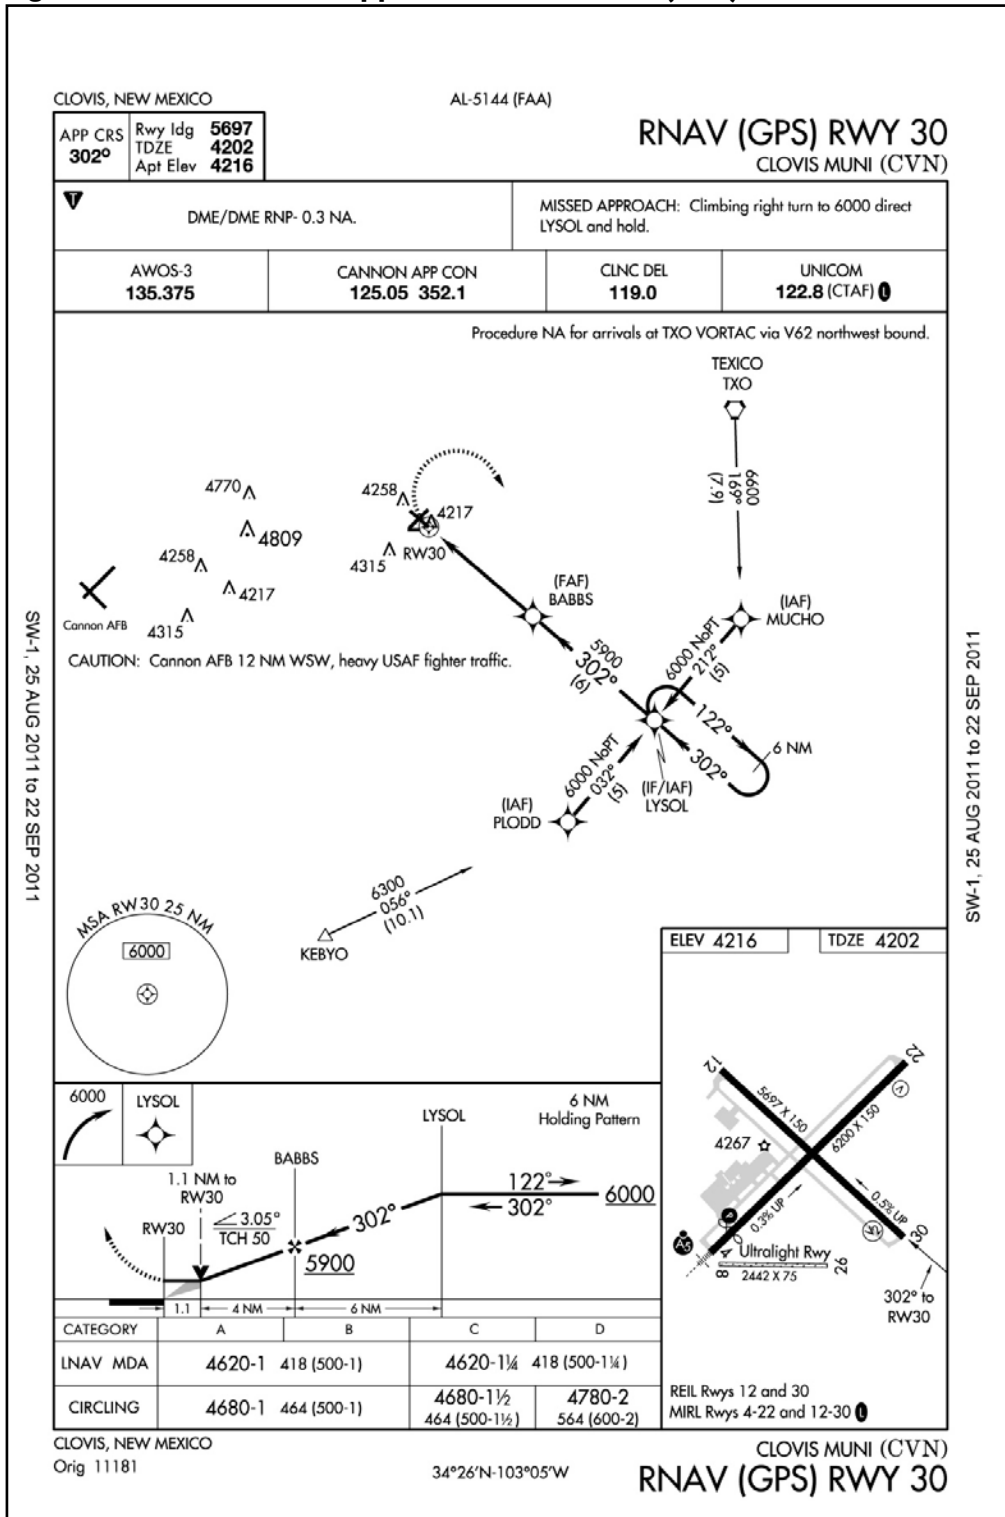 CLOVIS, NEW MEXICO
AL-5144 (FAA)
APP CRS
302°
Rwy ldg 5697
TDZE 4202
Apt Elev 4216
RNAV (GPS) RWY 30
CLOVIS MUNI (CVN)
T
DME/DME RNP- 0.3 NA.
MISSED APPROACH: Climbing right turn to 6000 direct
LYSOL and hold.
AWOS-3
135.375
CANNON APP CON
125.05 352.1
CLNC DEL
119.0
UNICOM
122.8 (CTAF) L
Procedure NA for arrivals at TXO VORTAC via V62 northwest bound.
TEXICO
TXO
6600
169°
(7.9)
4770
4809
4258
4217
4315
Cannon AFB
4258
4217
4315
RW30
(FAF)
BABBS
(IAF)
MUCHO
CAUTION: Cannon AFB 12 NM WSW, heavy USAF fighter traffic.
5900
302°
(6)
6000 NoPT
212°
(5)
122°
302°
6 NM
6000 NoPT
032°
(5)
(IF/IAF)
LYSOL
(IAF)
PLODD
6300
056°
(10.1)
KEBYO
MSA RW30 25 NM
6000
SW-1, 25 AUG 2011 to 22 SEP 2011
SW-1, 25 AUG 2011 to 22 SEP 2011
ELEV 4216
TDZE 4202
12
22
5697 X 150
6200 X 150
V
4267
0.3% UP
0.5% UP
A5
4
30
Ultralight Rwy
8
26
2442 X 75
302° to
RW30
REIL Rwys 12 and 30
MIRL Rwys 4-22 and 12-30 L
6000
LYSOL
6 NM
Holding Pattern
LYSOL
BABBS
1.1 NM to
RW30
RW30
3.05°
TCH 50
302°
122°
302°
6000
5900
1.1
4 NM
6 NM
CATEGORY A B C D
LNAV MDA 4620-1 418 (500-1) 4620-1¼ 418 (500-1¼)
CIRCLING 4680-1 464 (500-1) 4680-1½ 464 (500-1½) 4780-2 564 (600-2)
CLOVIS, NEW MEXICO
Orig 11181
34°26'N-103°05'W
CLOVIS MUNI (CVN)
RNAV (GPS) RWY 30